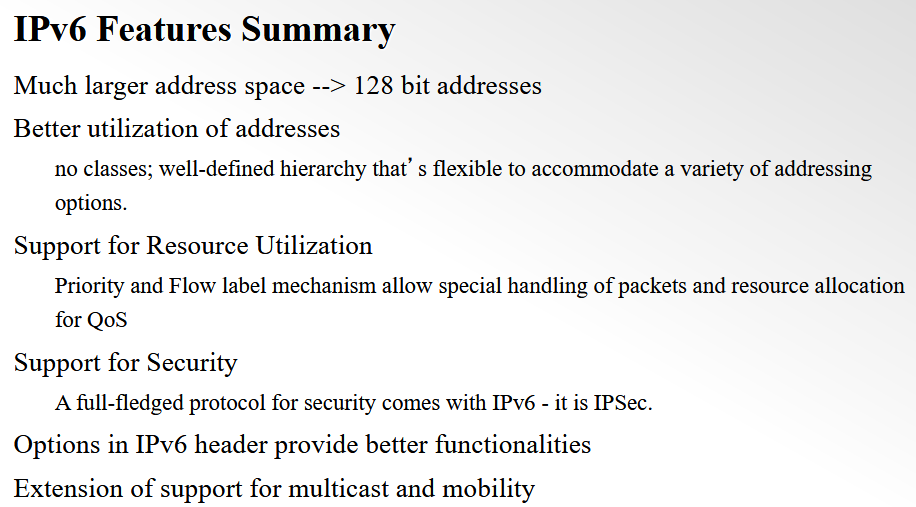 IPv6 Features Summary
Much larger address space --> 128 bit addresses
Better utilization of addresses
no classes; well-defined hierarchy that’s flexible to accommodate a variety of addressing
options.
Support for Resource Utilization
Priority and Flow label mechanism allow special handling of packets and resource allocation
for QoS
Support for Security
A full-fledged protocol for security comes with IPv6 - it is IPSec.
Options in IPv6 header provide better functionalities
Extension of support for multicast and mobility